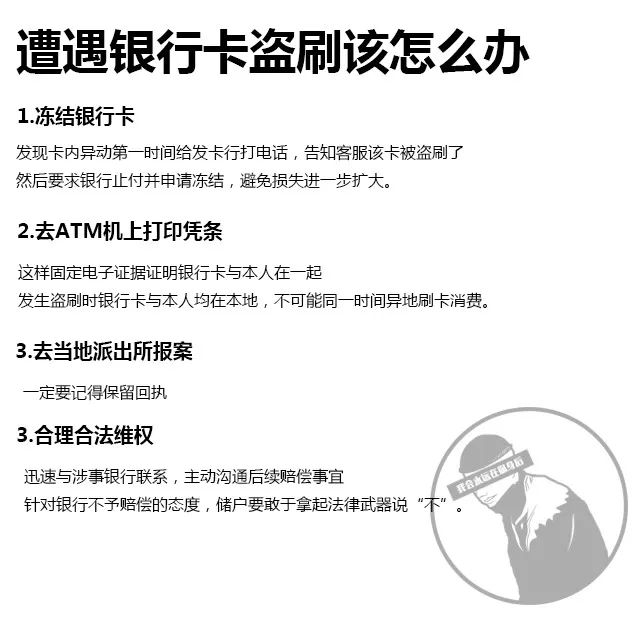 遭遇银行卡盗刷该怎么办
1.冻结银行卡
发现卡内异动第一时间给发卡行打电话，告知客服该卡被盗刷了
然后要求银行止付并申请冻结，避免损失进一步扩大。
2.去ATM机上打印凭条
这样固定电子证据证明银行卡与本人在一起
发生盗刷时银行卡与本人均在本地，不可能同一时间异地刷卡消费。
3.去当地派出所报案
一定要记得保留回执
3.合理合法维权
迅速与涉事银行联系，主动沟通后续赔偿事宜
针对银行不予赔偿的态度，储户要敢于拿起法律武器说“不”。
我会永远在你身后